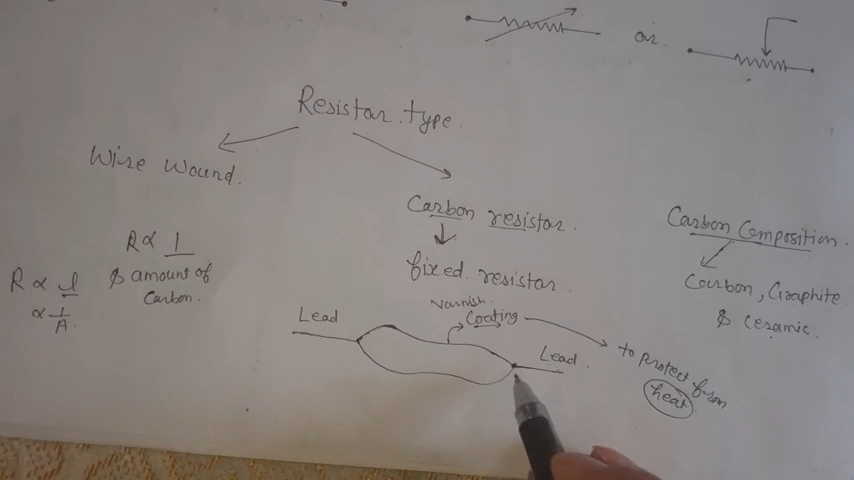 or
Resistor type.
Wire Wound.
Carbon resistor.
fixed resistor
Carbon Composition.
Carbon, Graphite
& ceramic.
R ∝ 1
& amount of
Carbon.
R ∝ l
∝ 1/A.
Varnish.
Coating
Lead
Lead.
to protect from
heat